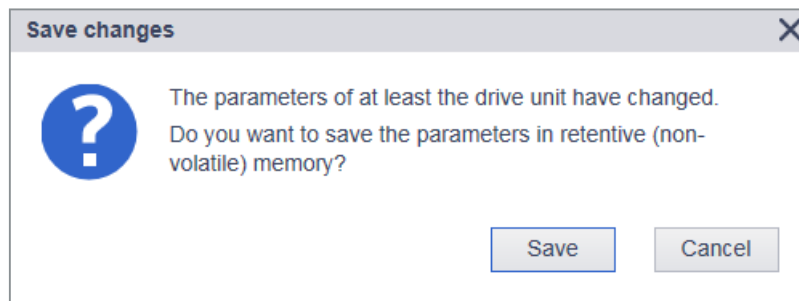 Save changes
The parameters of at least the drive unit have changed.
Do you want to save the parameters in retentive (non-
volatile) memory?
Save
Cancel